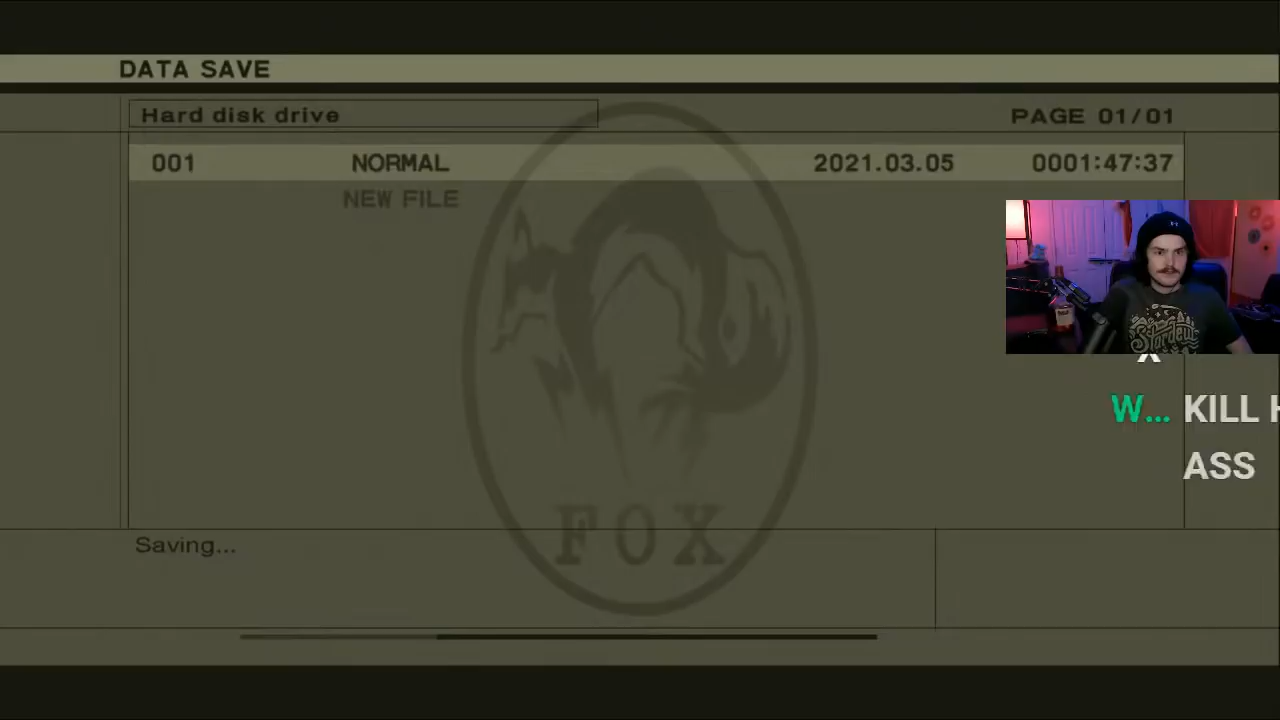 DATA SAVE
Hard disk drive PAGE 01/01
001 NORMAL 2021.03.05 0001:47:37
NEW FILE
Stardew
W... KILL
ASS
FOX
Saving...